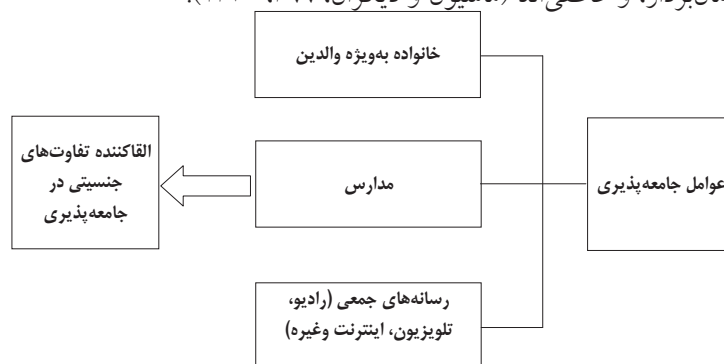 خانواده به‌ویژه والدین
عوامل جامعه‌پذیری
مدارس
القاکننده تفاوت‌های
جنسیتی در
جامعه‌پذیری
رسانه‌های جمعی (رادیو،
تلویزیون، اینترنت وغیره)